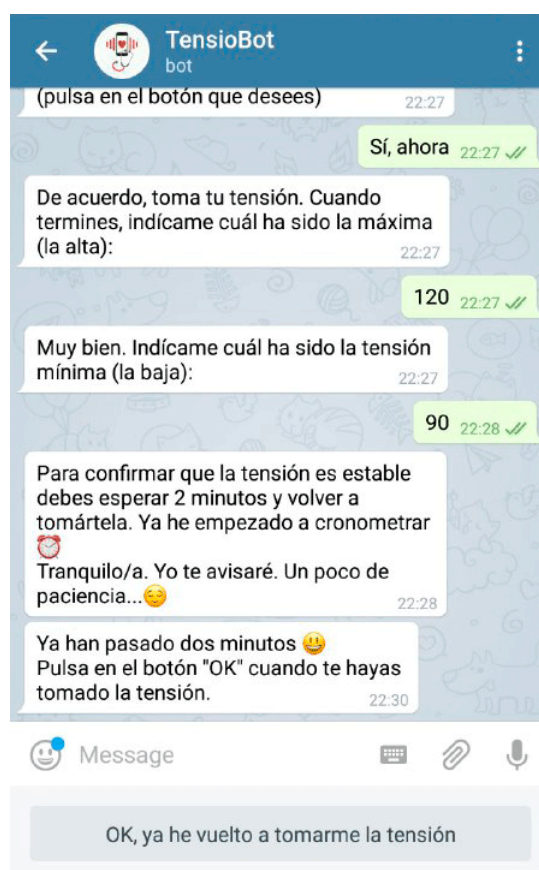 TensioBot
bot
(pulsa en el botón que desees) 22:27
Sí, ahora 22:27
De acuerdo, toma tu tensión. Cuando
termines, indícame cuál ha sido la máxima
(la alta): 22:27
120 22:27
Muy bien. Indícame cuál ha sido la tensión
mínima (la baja): 22:27
90 22:28
Para confirmar que la tensión es estable
debes esperar 2 minutos y volver a
tomártela. Ya he empezado a cronometrar
⏰
Tranquilo/a. Yo te avisaré. Un poco de
paciencia...😌 22:28
Ya han pasado dos minutos 😃
Pulsa en el botón "OK" cuando te hayas
tomado la tensión. 22:30
Message
OK, ya he vuelto a tomarme la tensión